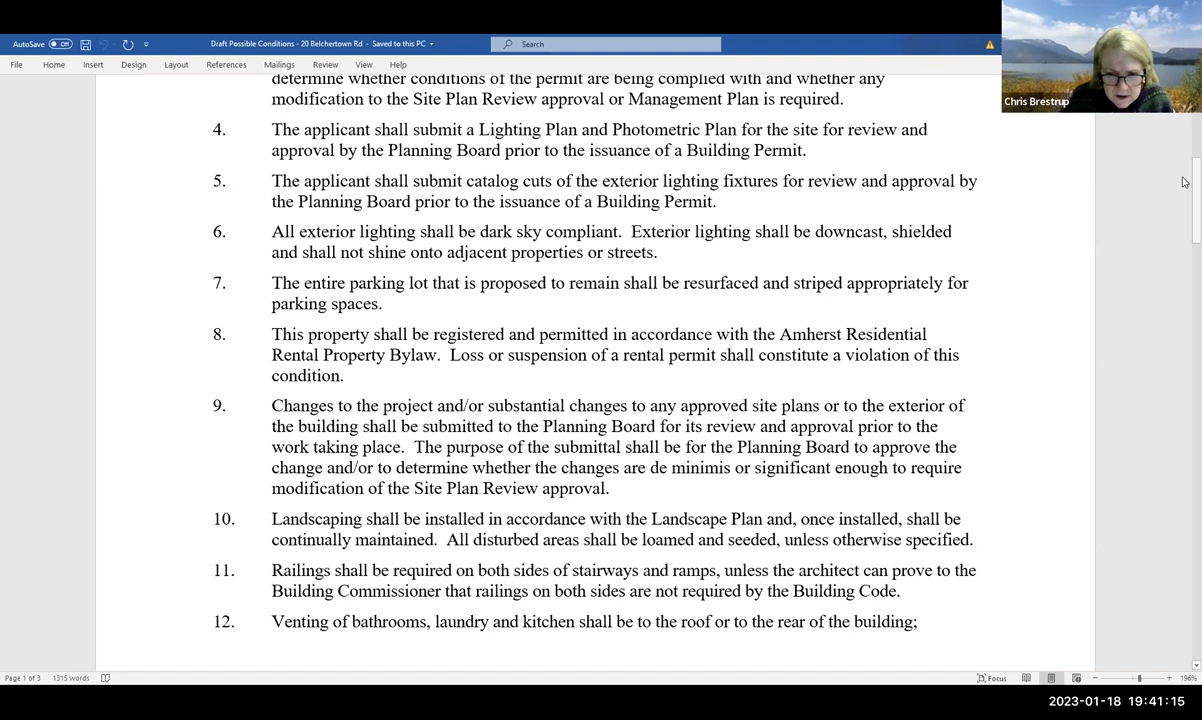 AutoSave Off
Draft Possible Conditions - 20 Belchertown Rd - Saved to this PC
Search
File Home Insert Design Layout References Mailings Review View Help
Chris Brestrup
determine whether conditions of the permit are being complied with and whether any
modification to the Site Plan Review approval or Management Plan is required.
4. The applicant shall submit a Lighting Plan and Photometric Plan for the site for review and
approval by the Planning Board prior to the issuance of a Building Permit.
5. The applicant shall submit catalog cuts of the exterior lighting fixtures for review and approval by
the Planning Board prior to the issuance of a Building Permit.
6. All exterior lighting shall be dark sky compliant. Exterior lighting shall be downcast, shielded
and shall not shine onto adjacent properties or streets.
7. The entire parking lot that is proposed to remain shall be resurfaced and striped appropriately for
parking spaces.
8. This property shall be registered and permitted in accordance with the Amherst Residential
Rental Property Bylaw. Loss or suspension of a rental permit shall constitute a violation of this
condition.
9. Changes to the project and/or substantial changes to any approved site plans or to the exterior of
the building shall be submitted to the Planning Board for its review and approval prior to the
work taking place. The purpose of the submittal shall be for the Planning Board to approve the
change and/or to determine whether the changes are de minimis or significant enough to require
modification of the Site Plan Review approval.
10. Landscaping shall be installed in accordance with the Landscape Plan and, once installed, shall be
continually maintained. All disturbed areas shall be loamed and seeded, unless otherwise specified.
11. Railings shall be required on both sides of stairways and ramps, unless the architect can prove to the
Building Commissioner that railings on both sides are not required by the Building Code.
12. Venting of bathrooms, laundry and kitchen shall be to the roof or to the rear of the building;
Page 1 of 3 1315 words
Focus
196%
2023-01-18 19:41:15